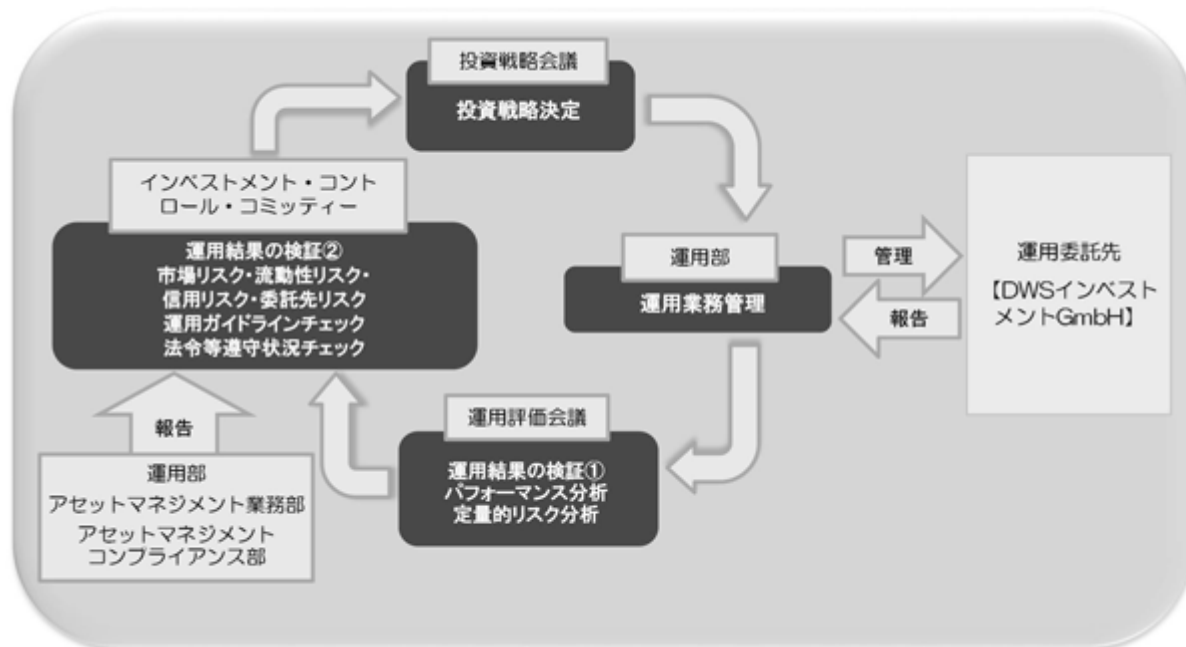 投資戦略会議
投資戦略決定
インベストメント・コント
ロール・コミッティー
運用結果の検証②
市場リスク・流動性リスク・
信用リスク・委託先リスク
運用ガイドラインチェック
法令等遵守状況チェック
運用部
運用業務管理
管理
報告
運用委託先
【DWSインベスト
メントGmbH】
運用評価会議
運用結果の検証①
パフォーマンス分析
定量的リスク分析
報告
運用部
アセットマネジメント業務部
アセットマネジメント
コンプライアンス部